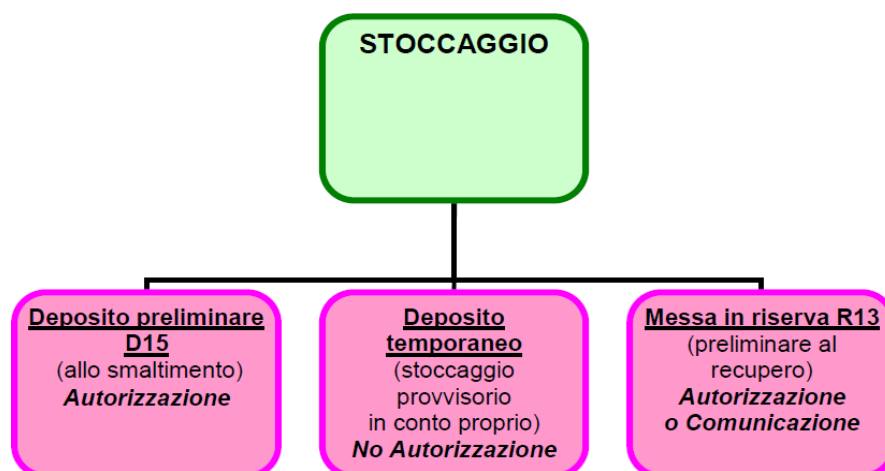 STOCCAGGIO
Deposito preliminare
D15
(allo smaltimento)
Autorizzazione
Deposito
temporaneo
(stoccaggio
provvisorio
in conto proprio)
No Autorizzazione
Messa in riserva R13
(preliminare al
recupero)
Autorizzazione
o Comunicazione